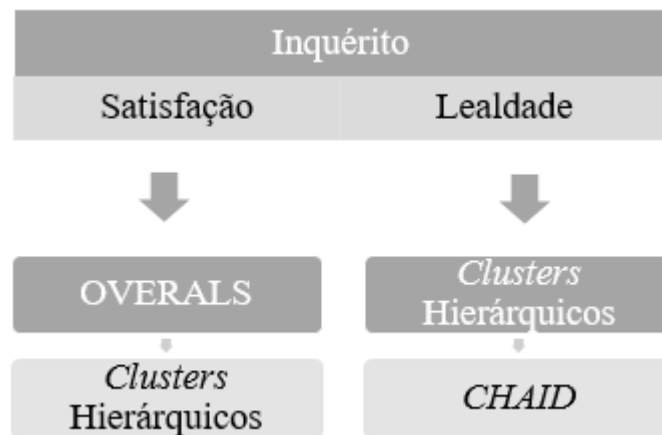 Inquérito
Satisfação
Lealdade
OVERALS
Clusters
Hierárquicos
Clusters
Hierárquicos
CHAID